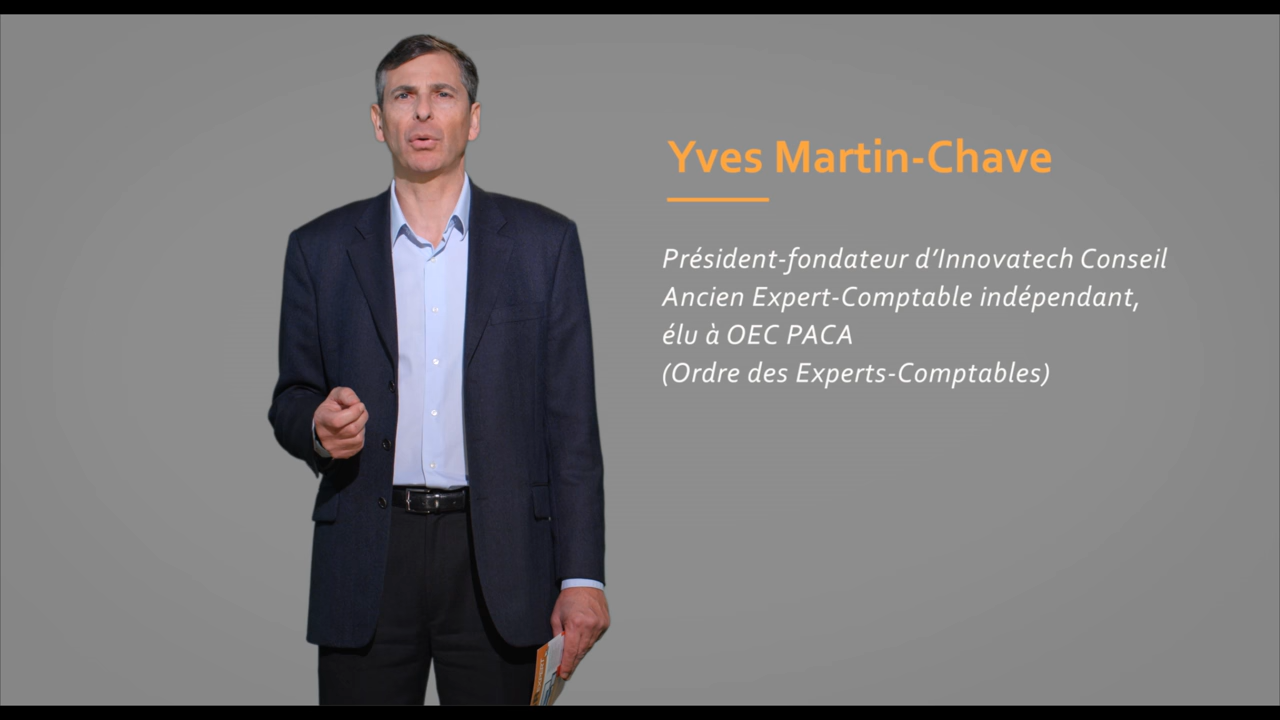 Yves Martin-Chave
Président-fondateur d’Innovatech Conseil
Ancien Expert-Comptable indépendant,
élu à OEC PACA
(Ordre des Experts-Comptables)